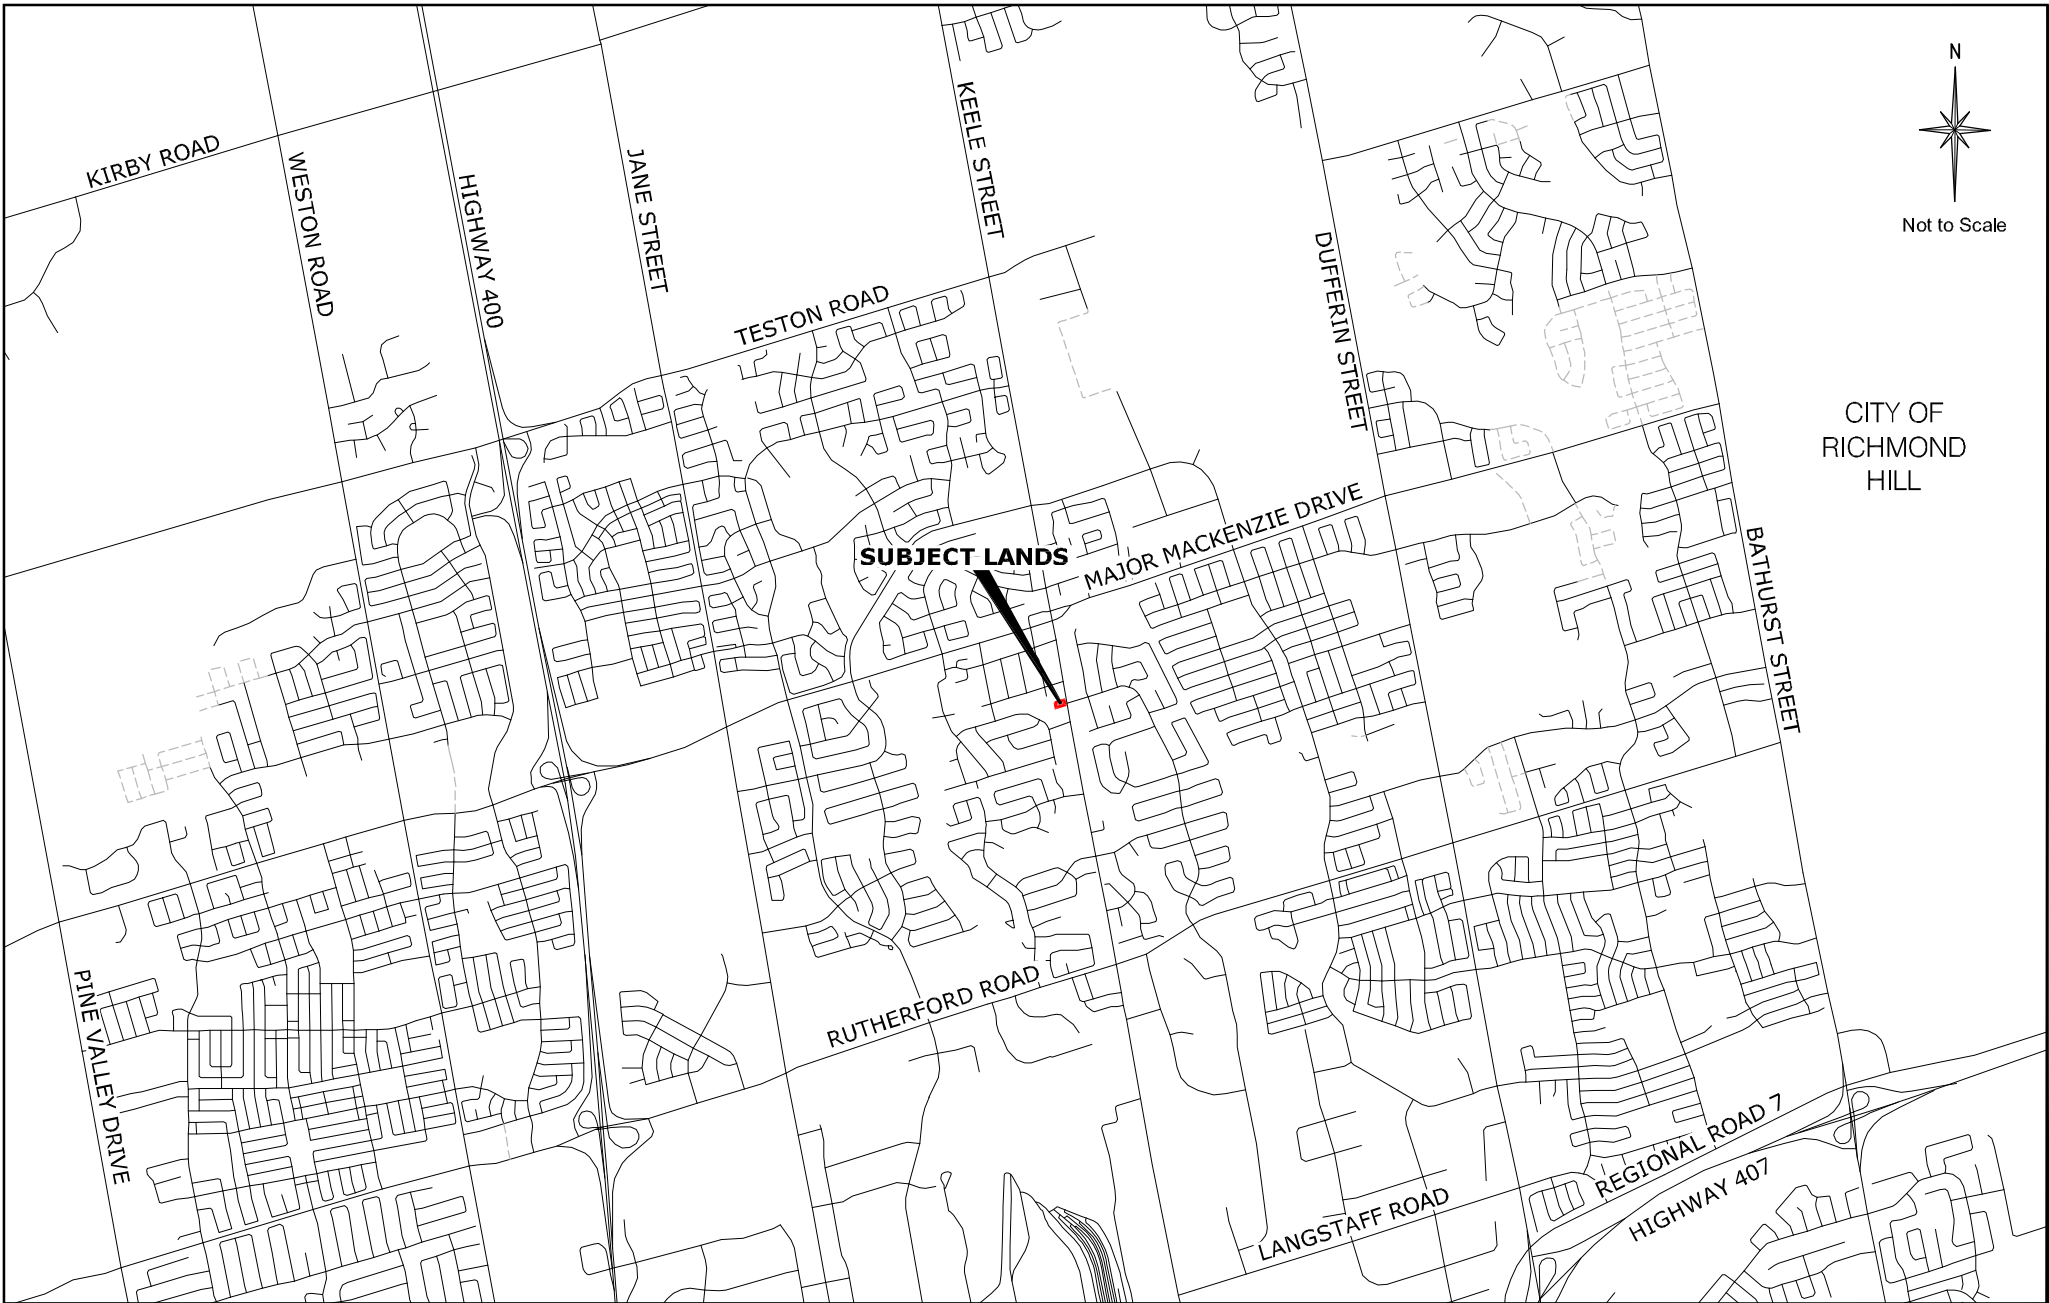 N
Not to Scale
KIRBY ROAD
WESTON ROAD
HIGHWAY 400
JANE STREET
KEELE STREET
TESTON ROAD
DUFFERIN STREET
CITY OF
RICHMOND
HILL
SUBJECT LANDS
MAJOR MACKENZIE DRIVE
BATHURST STREET
PINE VALLEY DRIVE
RUTHERFORD ROAD
REGIONAL ROAD 7
LANGSTAFF ROAD
HIGHWAY 407